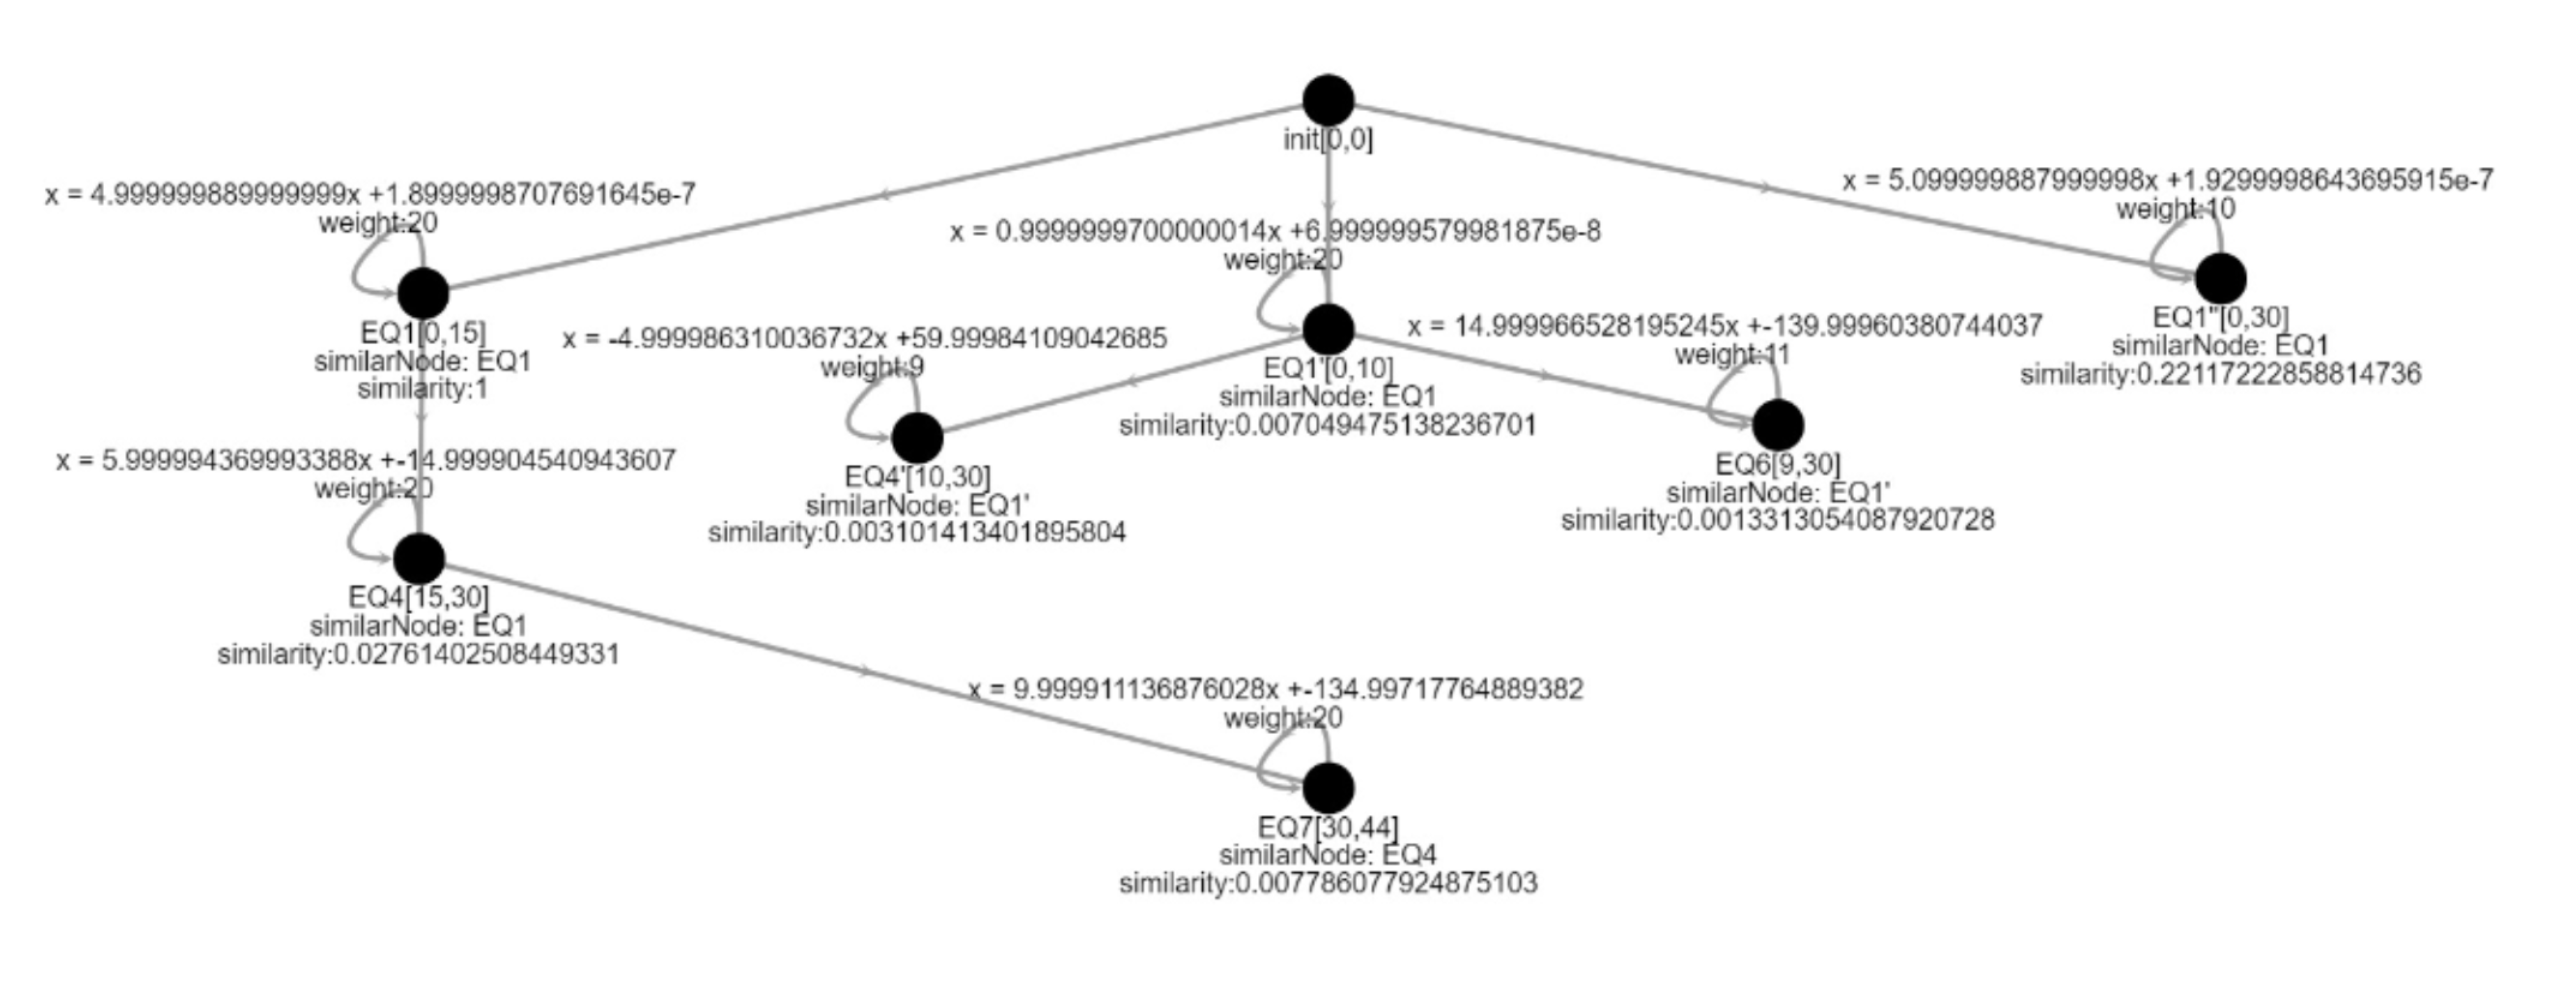 init[0,0]
x = 4.999999889999999x +1.8999998707691645e-7
weight:20
EQ1[0,15]
similarNode: EQ1
similarity:1
x = 0.9999999700000014x +6.999999579981875e-8
weight:20
EQ1'[0,10]
similarNode: EQ1
similarity:0.007049475138236701
x = 5.099999887999998x +1.9299998643695915e-7
weight:10
EQ1"[0,30]
similarNode: EQ1
similarity:0.22117222858814736
x = -4.999986310036732x +59.99984109042685
weight:9
EQ4'[10,30]
similarNode: EQ1'
similarity:0.003101413401895804
x = 14.999966528195245x +-139.99960380744037
weight:11
EQ6[9,30]
similarNode: EQ1'
similarity:0.0013313054087920728
x = 5.999994369993388x +-14.999904540943607
weight:20
EQ4[15,30]
similarNode: EQ1
similarity:0.02761402508449331
x = 9.999911136876028x +-134.99717764889382
weight:20
EQ7[30,44]
similarNode: EQ4
similarity:0.007786077924875103